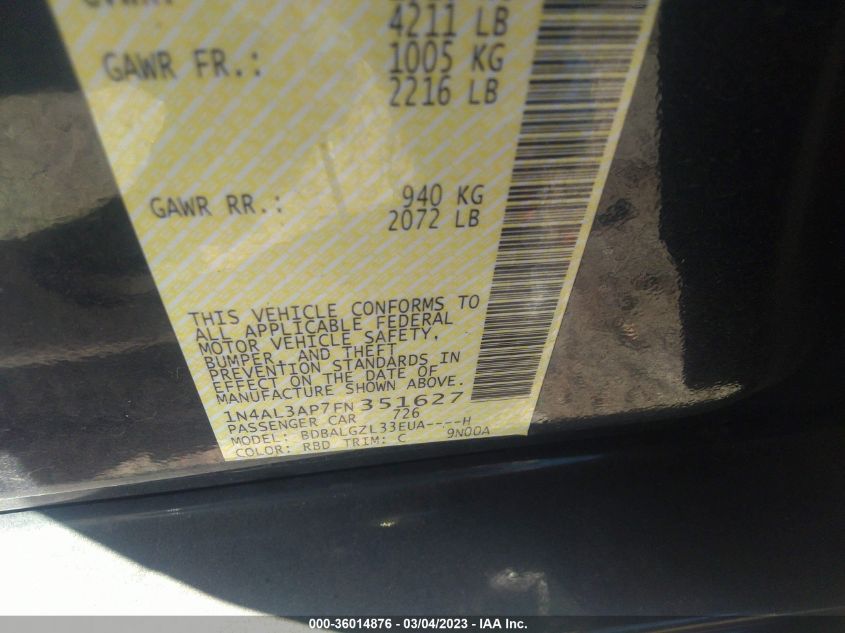 4211 LB
GAWR FR.: 1005 KG
2216 LB
GAWR RR.: 940 KG
2072 LB
THIS VEHICLE CONFORMS TO
ALL APPLICABLE FEDERAL
MOTOR VEHICLE SAFETY,
BUMPER, AND THEFT
PREVENTION STANDARDS IN
EFFECT ON THE DATE OF
MANUFACTURE SHOWN ABOVE.
1N4AL3AP7FN351627
PASSENGER CAR 726
MODEL: BDBALGZL33EUA----H
COLOR: RBD TRIM: C 9N00A
000-36014876 - 03/04/2023 - IAA Inc.